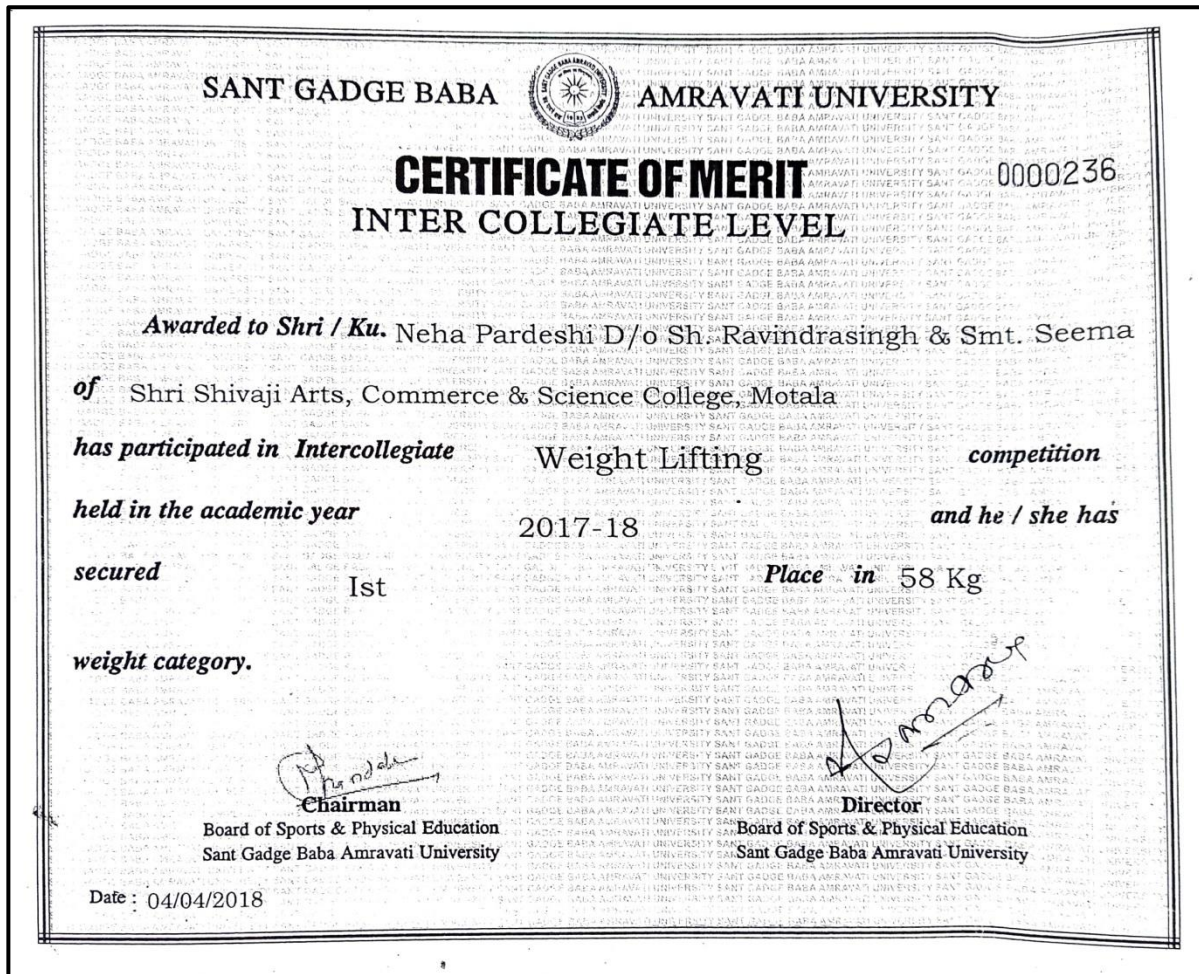 SANT GADGE BABA AMRAVATI UNIVERSITY
CERTIFICATE OF MERIT 0000236
INTER COLLEGIATE LEVEL
Awarded to Shri / Ku. Neha Pardeshi D/o Sh. Ravindrasingh & Smt. Seema
of Shri Shivaji Arts, Commerce & Science College, Motala
has participated in Intercollegiate Weight Lifting competition
held in the academic year 2017-18 and he / she has
secured Ist Place in 58 Kg
weight category.
Chairman Director
Board of Sports & Physical Education Board of Sports & Physical Education
Sant Gadge Baba Amravati University Sant Gadge Baba Amravati University
Date : 04/04/2018